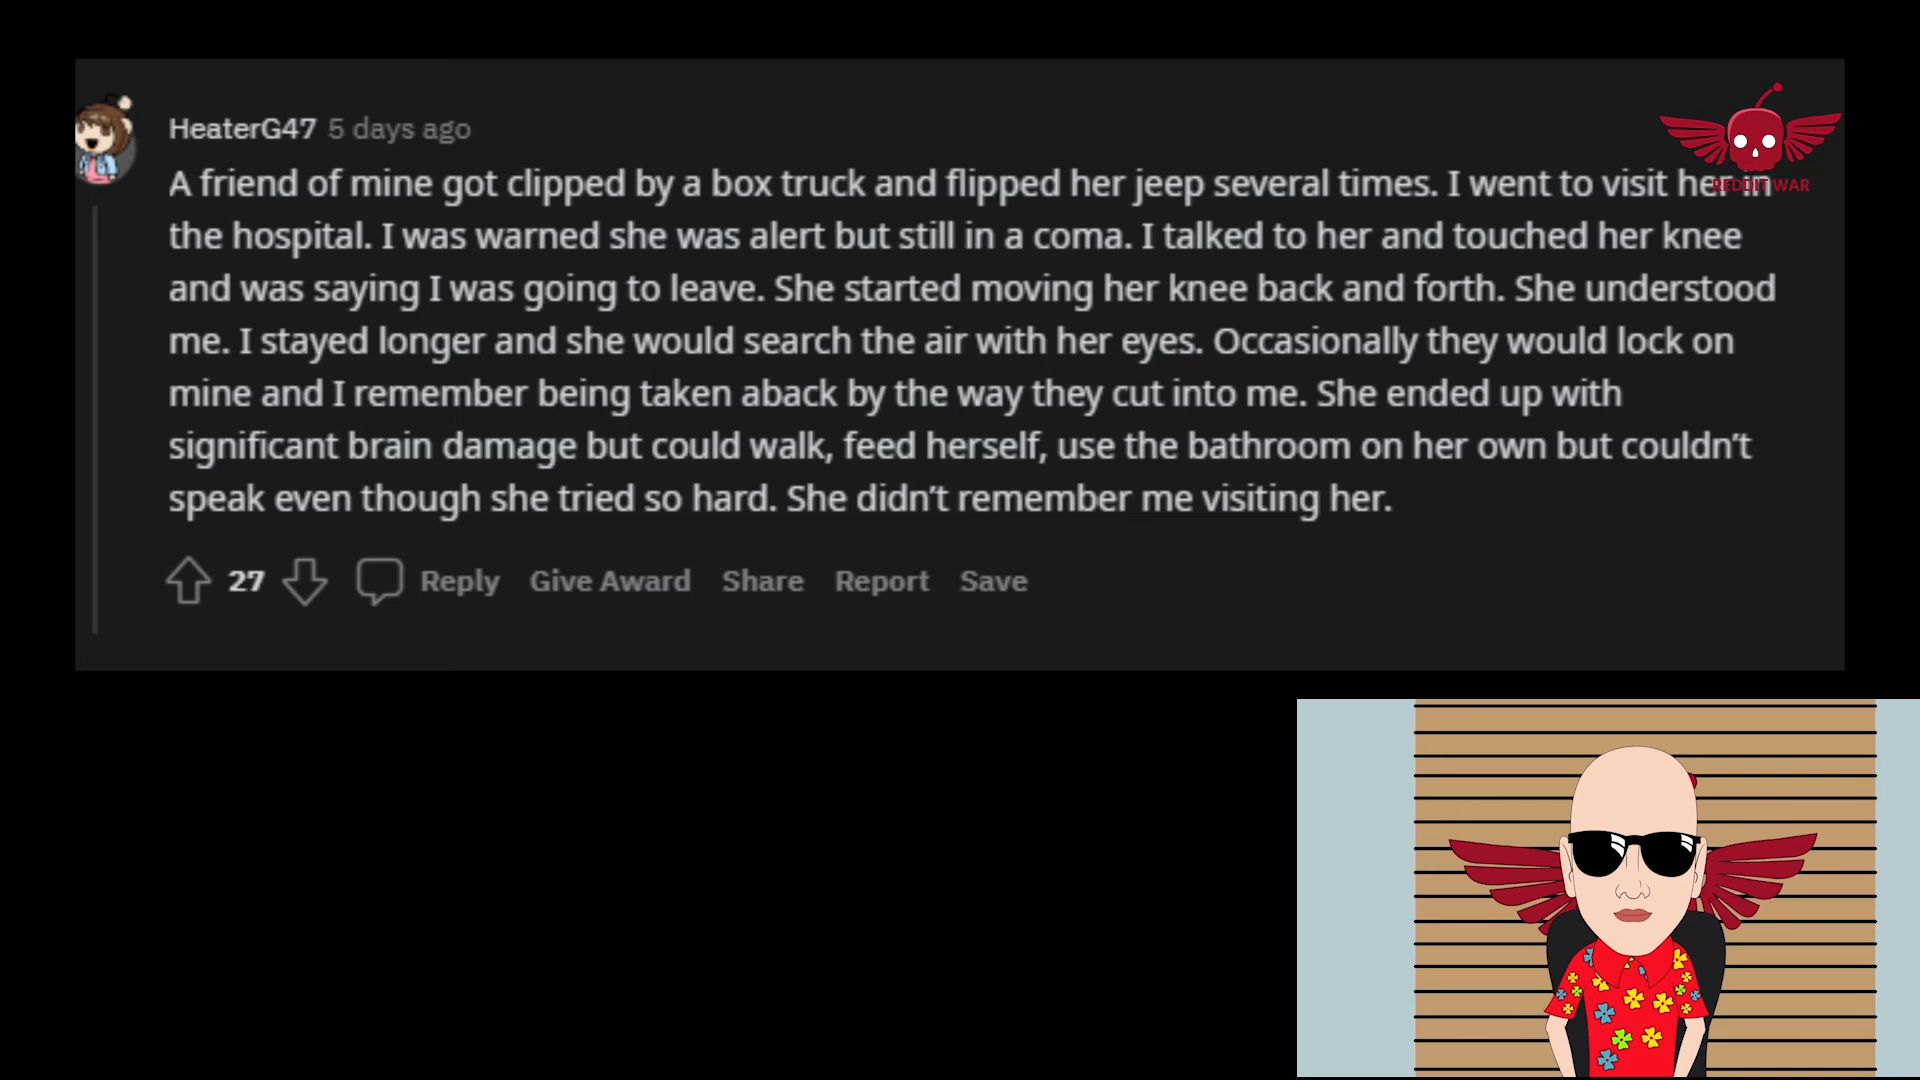 HeaterG47 5 days ago
A friend of mine got clipped by a box truck and flipped her jeep several times. I went to visit her in
the hospital. I was warned she was alert but still in a coma. I talked to her and touched her knee
and was saying I was going to leave. She started moving her knee back and forth. She understood
me. I stayed longer and she would search the air with her eyes. Occasionally they would lock on
mine and I remember being taken aback by the way they cut into me. She ended up with
significant brain damage but could walk, feed herself, use the bathroom on her own but couldn't
speak even though she tried so hard. She didn't remember me visiting her.
27 Reply Give Award Share Report Save
REDDIT WAR